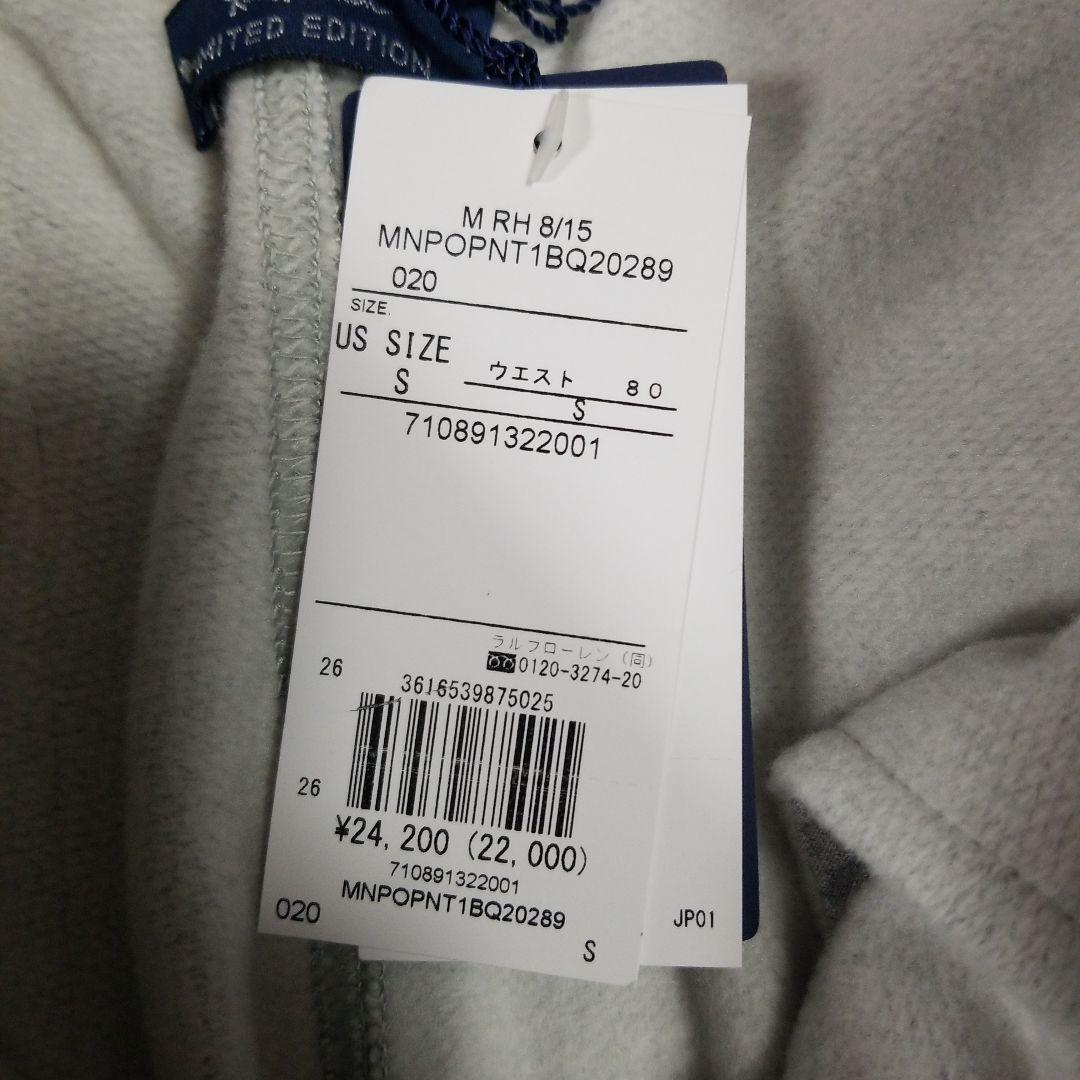 LIMITED EDITION
M RH 8/15
MNPOPNT1BQ20289
020
SIZE.
US SIZE
S
ウエスト 80
S
710891322001
ラルフローレン(同)
0120-3274-20
26
3616539875025
26
¥24,200 (22,000)
710891322001
MNPOPNT1BQ20289
020
S
JP01